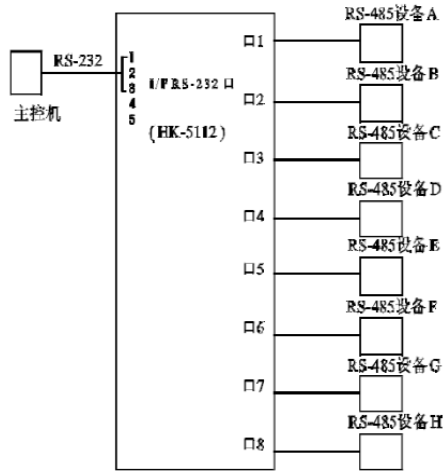 RS-485设备A
口1
RS-232
1
2
3
4
5
I/F RS-232 口
(HK-5112)
主控机
RS-485设备B
口2
RS-485设备C
口3
RS-485设备D
口4
RS-485设备E
口5
RS-485设备F
口6
RS-485设备G
口7
RS-485设备H
口8